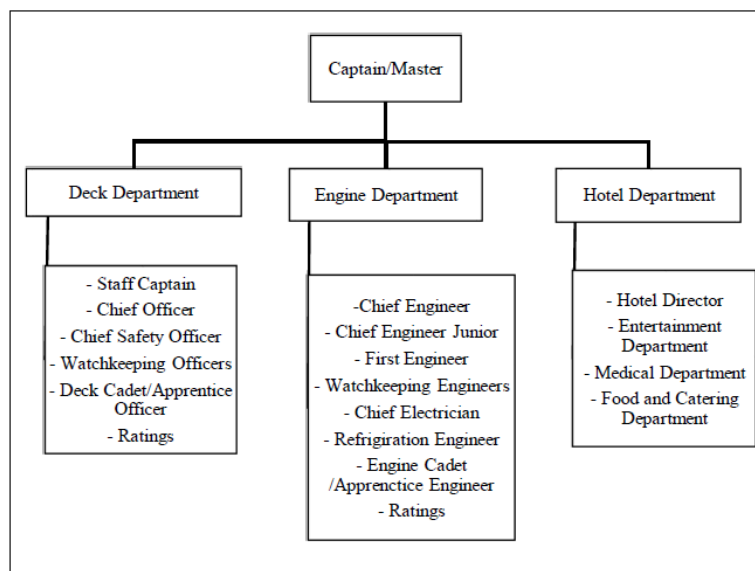 Captain/Master
Deck Department
Engine Department
Hotel Department
- Staff Captain
- Chief Officer
- Chief Safety Officer
- Watchkeeping Officers
- Deck Cadet/Apprentice
Officer
- Ratings
-Chief Engineer
- Chief Engineer Junior
- First Engineer
- Watchkeeping Engineers
- Chief Electrician
- Refrigiration Engineer
- Engine Cadet
/Apprenctice Engineer
- Ratings
- Hotel Director
- Entertainment
Department
- Medical Department
- Food and Catering
Department